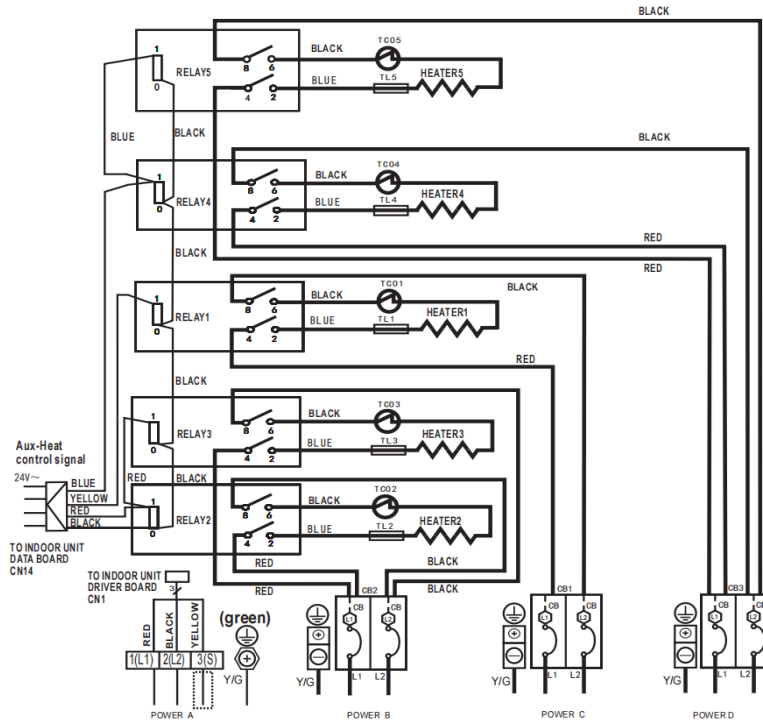 BLACK
1
0
RELAY5
8 6
4 2
BLACK
TC05
BLUE
TL5
HEATER5
BLUE
BLACK
BLACK
1
0
RELAY4
8 6
4 2
BLACK
TC04
BLUE
TL4
HEATER4
RED
RED
BLACK
1
0
RELAY1
8 6
4 2
BLACK
TC01
BLUE
TL1
HEATER1
BLACK
RED
BLACK
1
0
RELAY3
8 6
4 2
BLACK
TC03
BLUE
TL3
HEATER3
RED
BLACK
1
0
RELAY2
8 6
4 2
BLACK
TC02
BLUE
TL2
HEATER2
Aux-Heat
control signal
24V~
BLUE
YELLOW
RED
BLACK
TO INDOOR UNIT
DATA BOARD
CN14
RED
RED
BLACK
BLACK
TO INDOOR UNIT
DRIVER BOARD
CN1
3
RED
BLACK
YELLOW
(green)
1(L1) 2(L2) 3(S)
Y/G
POWER A
CB2
CB
CB
L1
L2
Y/G
L1
L2
POWER B
CB1
CB
CB
L1
L2
Y/G
L1
L2
POWER C
CB3
CB
CB
L1
L2
Y/G
L1
L2
POWER D